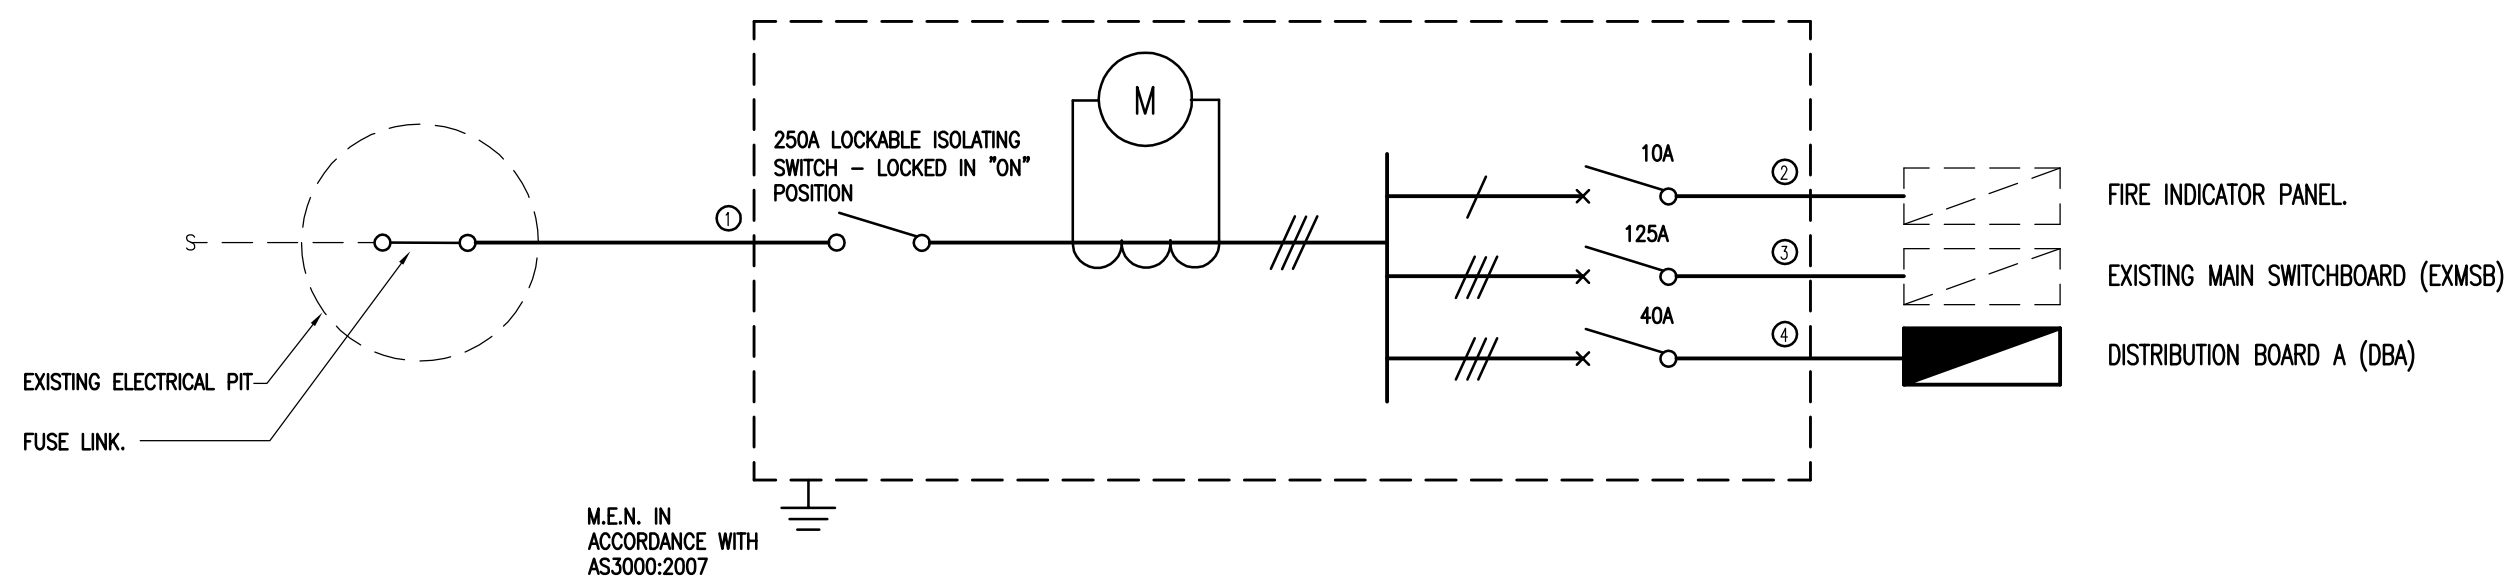 M
250A LOCKABLE ISOLATING
SWITCH - LOCKED IN "ON"
POSITION
10A
2
FIRE INDICATOR PANEL.
1
S
125A
3
EXISTING MAIN SWITCHBOARD (EXMSB)
40A
4
DISTRIBUTION BOARD A (DBA)
EXISTNG ELECTRICAL PIT
FUSE LINK.
M.E.N. IN
ACCORDANCE WITH
AS3000:2007